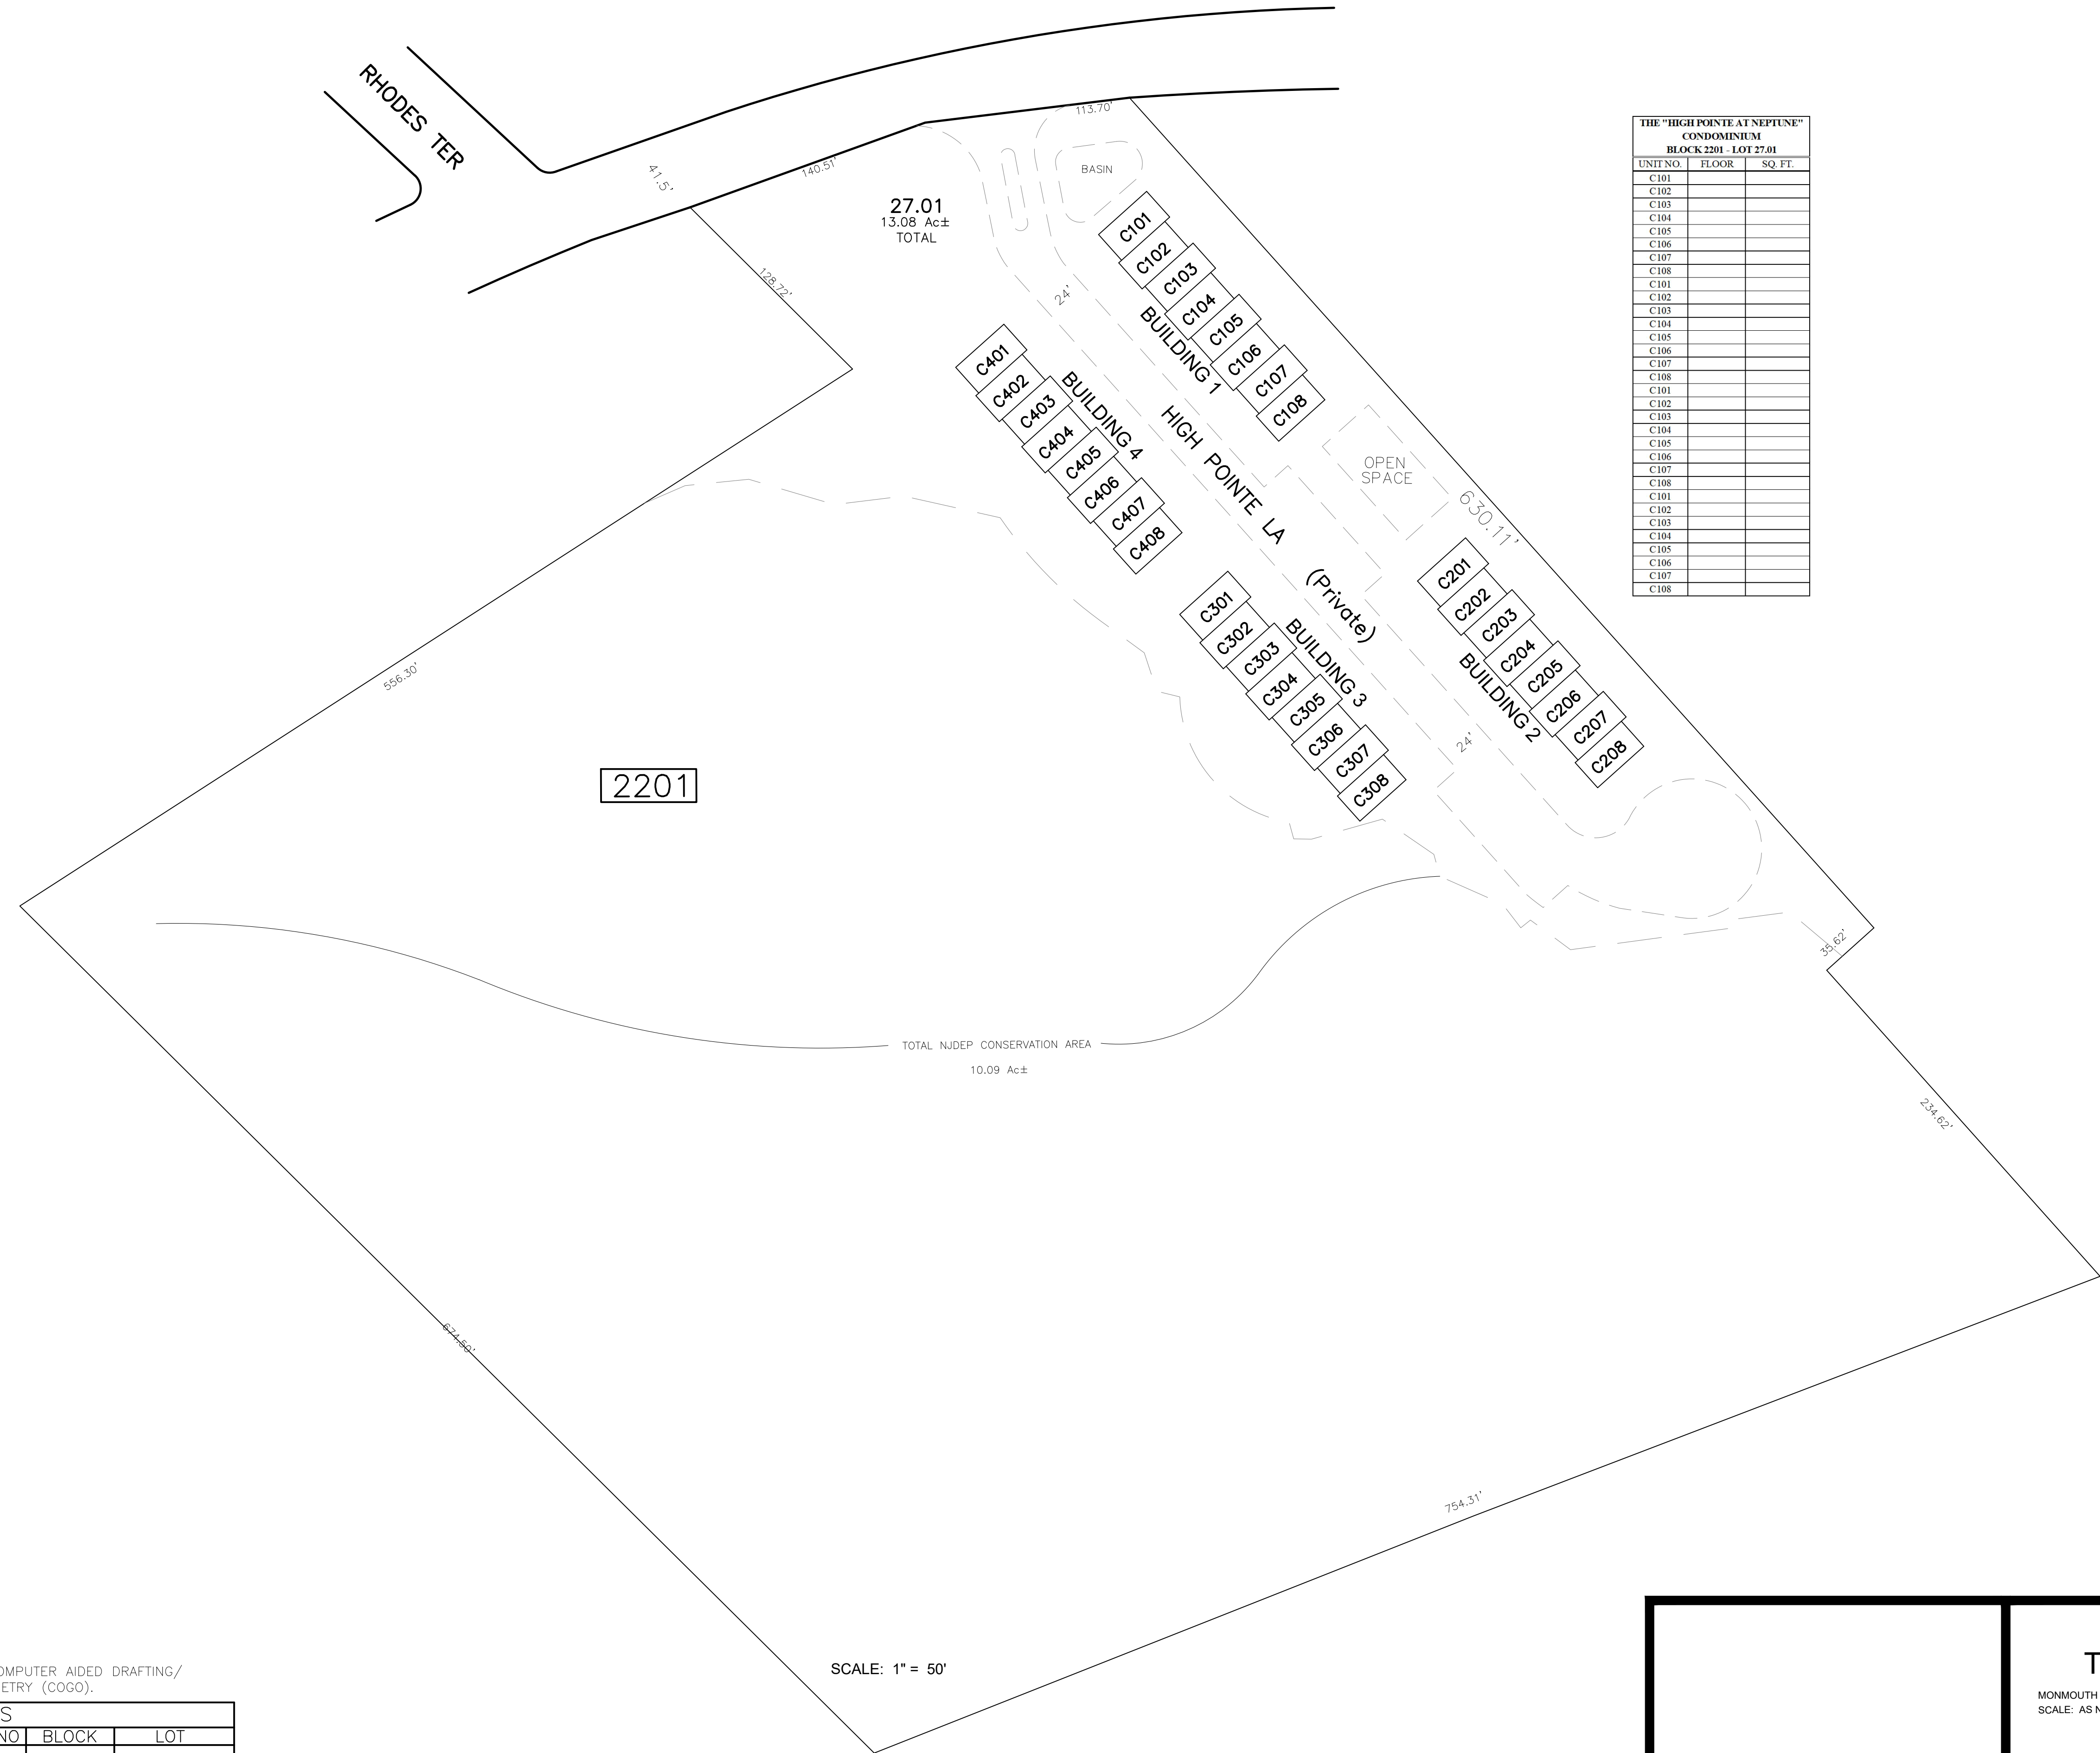 RHODES TER
41.5'
140.51'
113.70'
BASIN
27.01
13.08 Ac±
TOTAL
128.72'
24'
C101
C102
C103
C104
C105
C106
C107
C108
BUILDING 1
C401
C402
C403
C404
C405
C406
C407
C408
BUILDING 4
HIGH POINTE LA
(Private)
OPEN
SPACE
630.11'
C201
C202
C203
C204
C205
C206
C207
C208
BUILDING 2
C301
C302
C303
C304
C305
C306
C307
C308
BUILDING 3
24'
556.30'
2201
35.62'
TOTAL NJDEP CONSERVATION AREA
10.09 Ac±
234.62'
674.50'
754.31'
THE "HIGH POINTE AT NEPTUNE"
CONDOMINIUM
BLOCK 2201 - LOT 27.01
UNIT NO. FLOOR SQ. FT.
C101
C102
C103
C104
C105
C106
C107
C108
C101
C102
C103
C104
C105
C106
C107
C108
C101
C102
C103
C104
C105
C106
C107
C108
C101
C102
C103
C104
C105
C106
C107
C108
SCALE: 1" = 50'
OMPUTER AIDED DRAFTING/
ETRY (COGO).
S
NO BLOCK LOT
T
MONMOUTH
SCALE: AS N